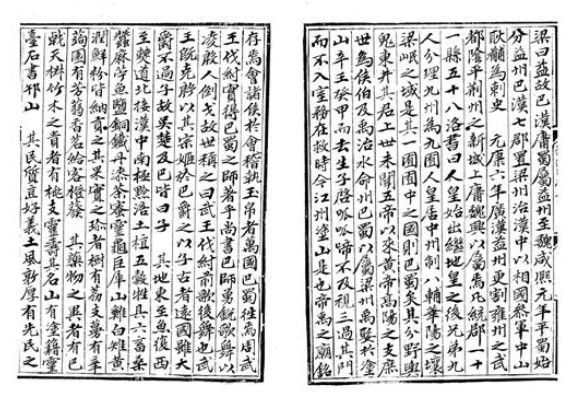 梁曰益故巴漢庸蜀屬益州至魏咸熙元年平蜀始
分益州巴漢七郡置梁州治漢中以相國參軍中山
耿黼為剌史 元康六年廣漢益州更割雍州之武
都陰平荆州之新城上庸魏興以屬焉凡統郡一十
一縣五十八洛書曰人皇始出繼地皇之後兄弟九
人分理九州為九囿人皇居中州制八輔華陽之壤
梁岷之域是其一囿囿中之國則巴蜀矣其分野輿
鬼東井其君上世未聞五帝以來黃帝高陽之支庶
世為侯伯及禹治水命州巴蜀以屬梁州禹娶於塗
山辛壬癸甲而去生子啓呱呱啼不及視三過其門
而不入室務在救時今江州塗山是也帝禹之廟銘
存焉會諸侯於會稽執玉帛者萬國巴蜀往焉周武
王伐紂實得巴蜀之師著乎尚書巴師勇銳歌舞以
凌殷人倒戈故世稱之曰武王伐紂前歌後舞也武
王既克殷以其宗姬於巴爵之以子古者遠國雖大
爵不過子故吳楚及巴皆曰子 其地東至魚復西
至僰道北接漢中南極黔涪土植五穀牲具六畜桑
蠶麻苧魚鹽銅鐵丹漆茶蜜靈龜巨犀山雞白雉黃
潤鮮粉皆納貢之其果實之珍者樹有荔支蔓有辛
蒟園有芳蒻香茗給客橙葵 其藥物之異者有巴
戟天椒竹木之貴者有桃支靈壽其名山有塗籍靈
臺石書刊山 其民質直好義土風敦厚有先民之